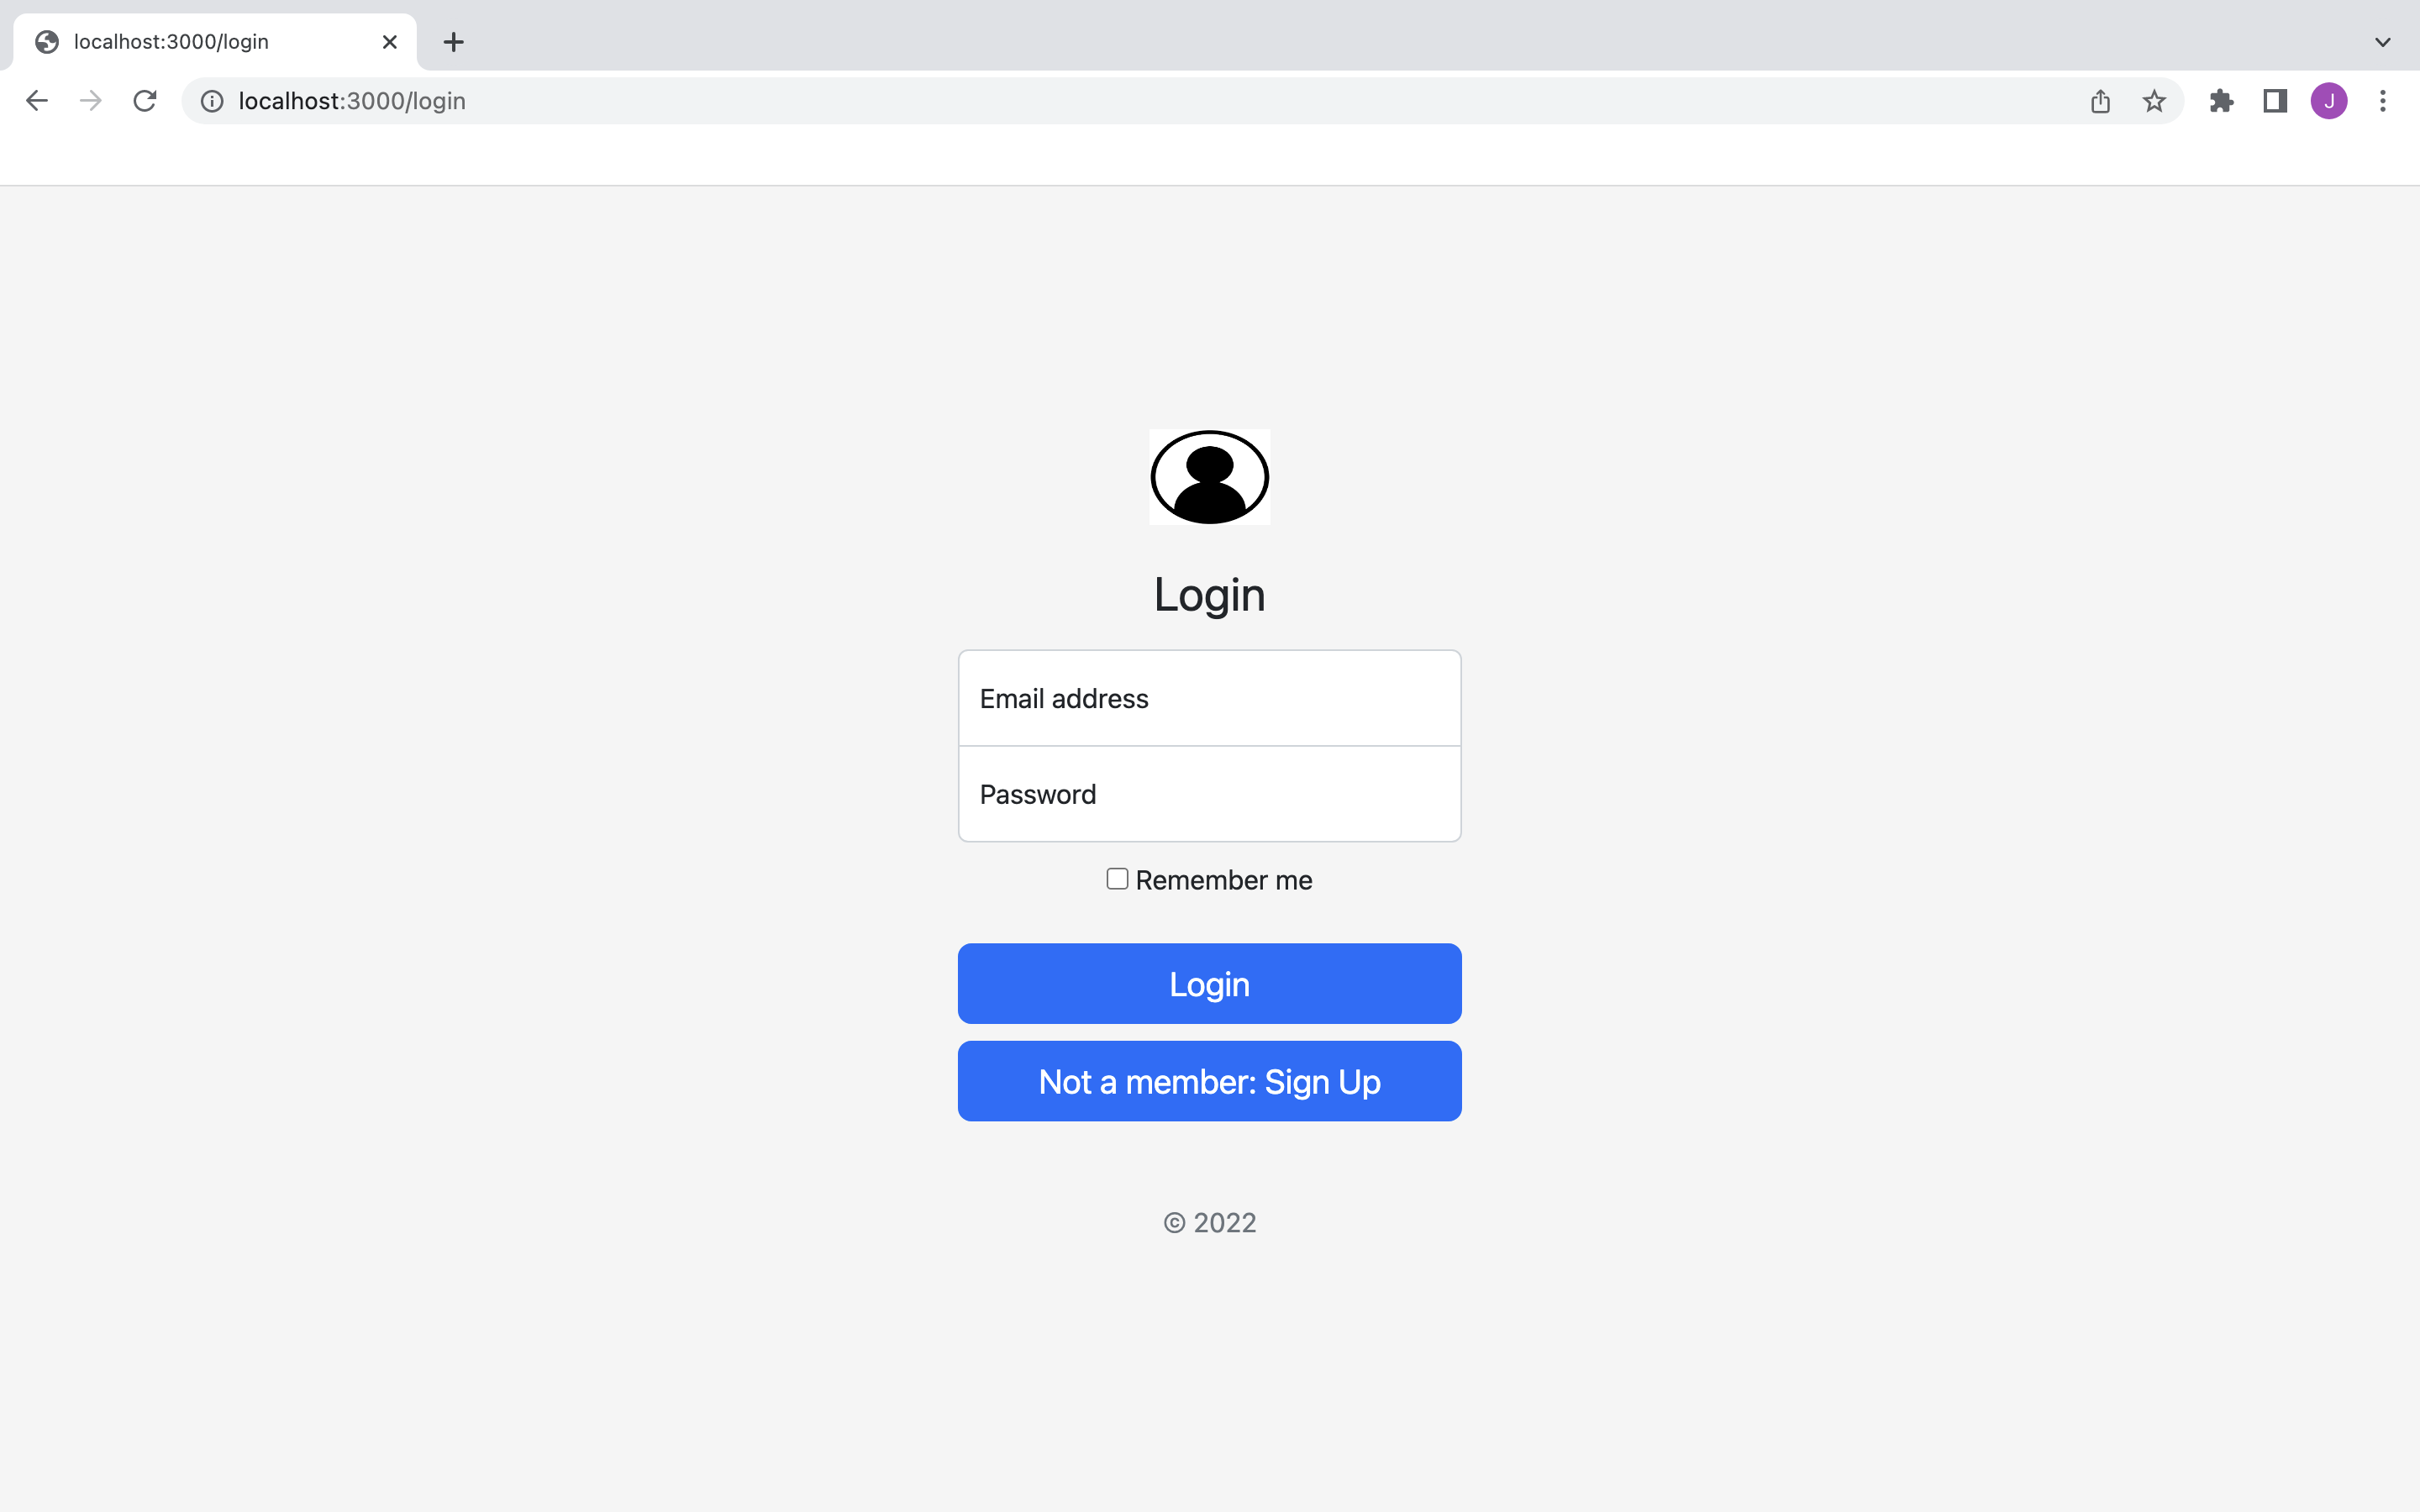 localhost:3000/login
localhost:3000/login
J
Login
Email address
Password
Remember me
Login
Not a member: Sign Up
© 2022